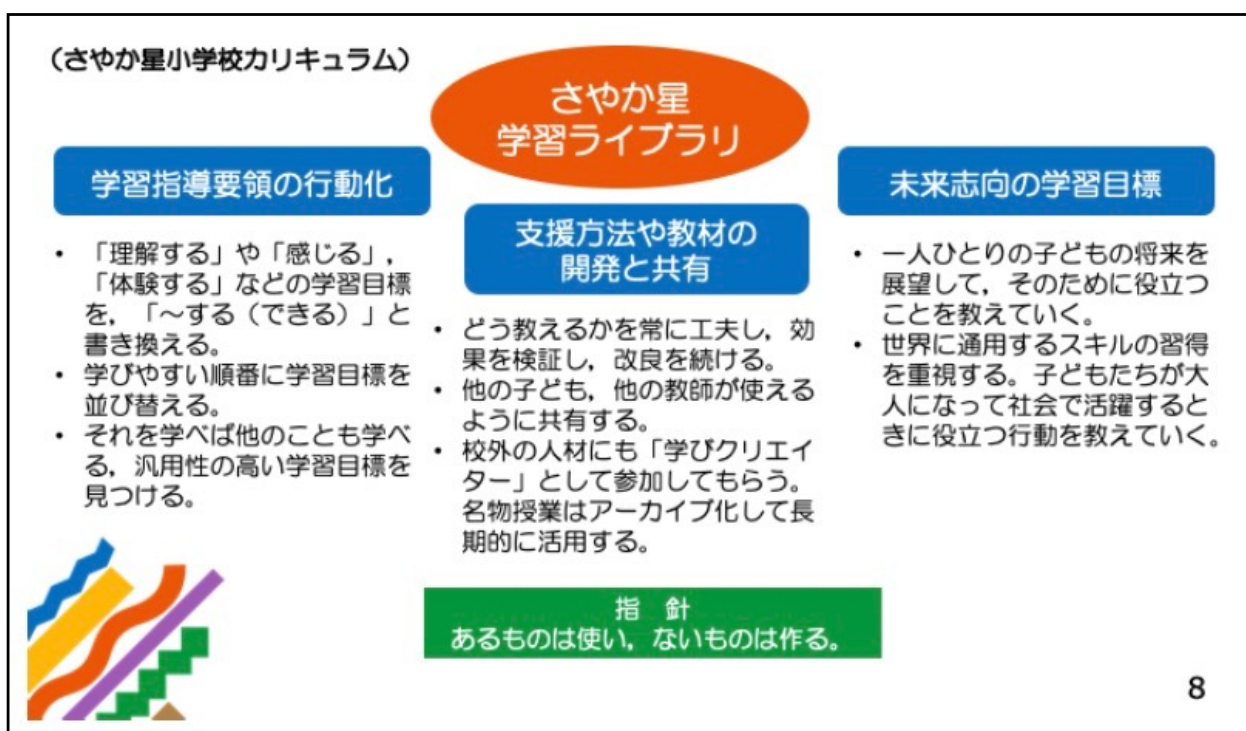 （さやか星小学校カリキュラム）
さやか星
学習ライブラリ
学習指導要領の行動化
• 「理解する」や「感じる」，
「体験する」などの学習目標
を，「～する（できる）」と
書き換える。
• 学びやすい順番に学習目標を
並び替える。
• それを学べば他のことも学べ
る，汎用性の高い学習目標を
見つける。
支援方法や教材の
開発と共有
• どう教えるかを常に工夫し，効
果を検証し，改良を続ける。
• 他の子ども，他の教師が使える
ように共有する。
• 校外の人材にも「学びクリエイ
ター」として参加してもらう。
名物授業はアーカイブ化して長
期的に活用する。
未来志向の学習目標
• 一人ひとりの子どもの将来を
展望して，そのために役立つ
ことを教えていく。
• 世界に通用するスキルの習得
を重視する。子どもたちが大
人になって社会で活躍すると
きに役立つ行動を教えていく。
指　針
あるものは使い，ないものは作る。
8